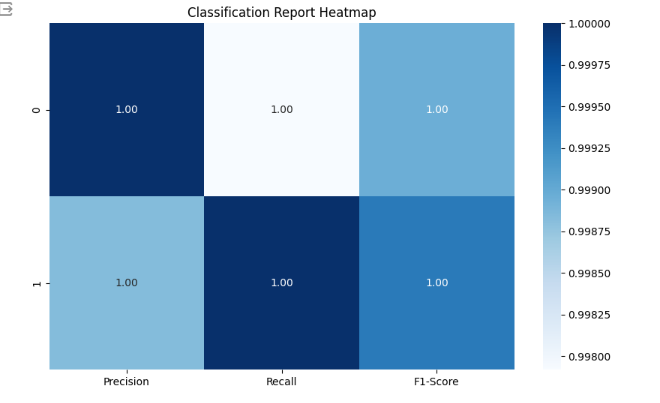 Classification Report Heatmap
1.00000
0 1.00 1.00 1.00
0.99975
0.99950
0.99925
0.99900
1 1.00 1.00 1.00
0.99875
0.99850
0.99825
0.99800
Precision Recall F1-Score